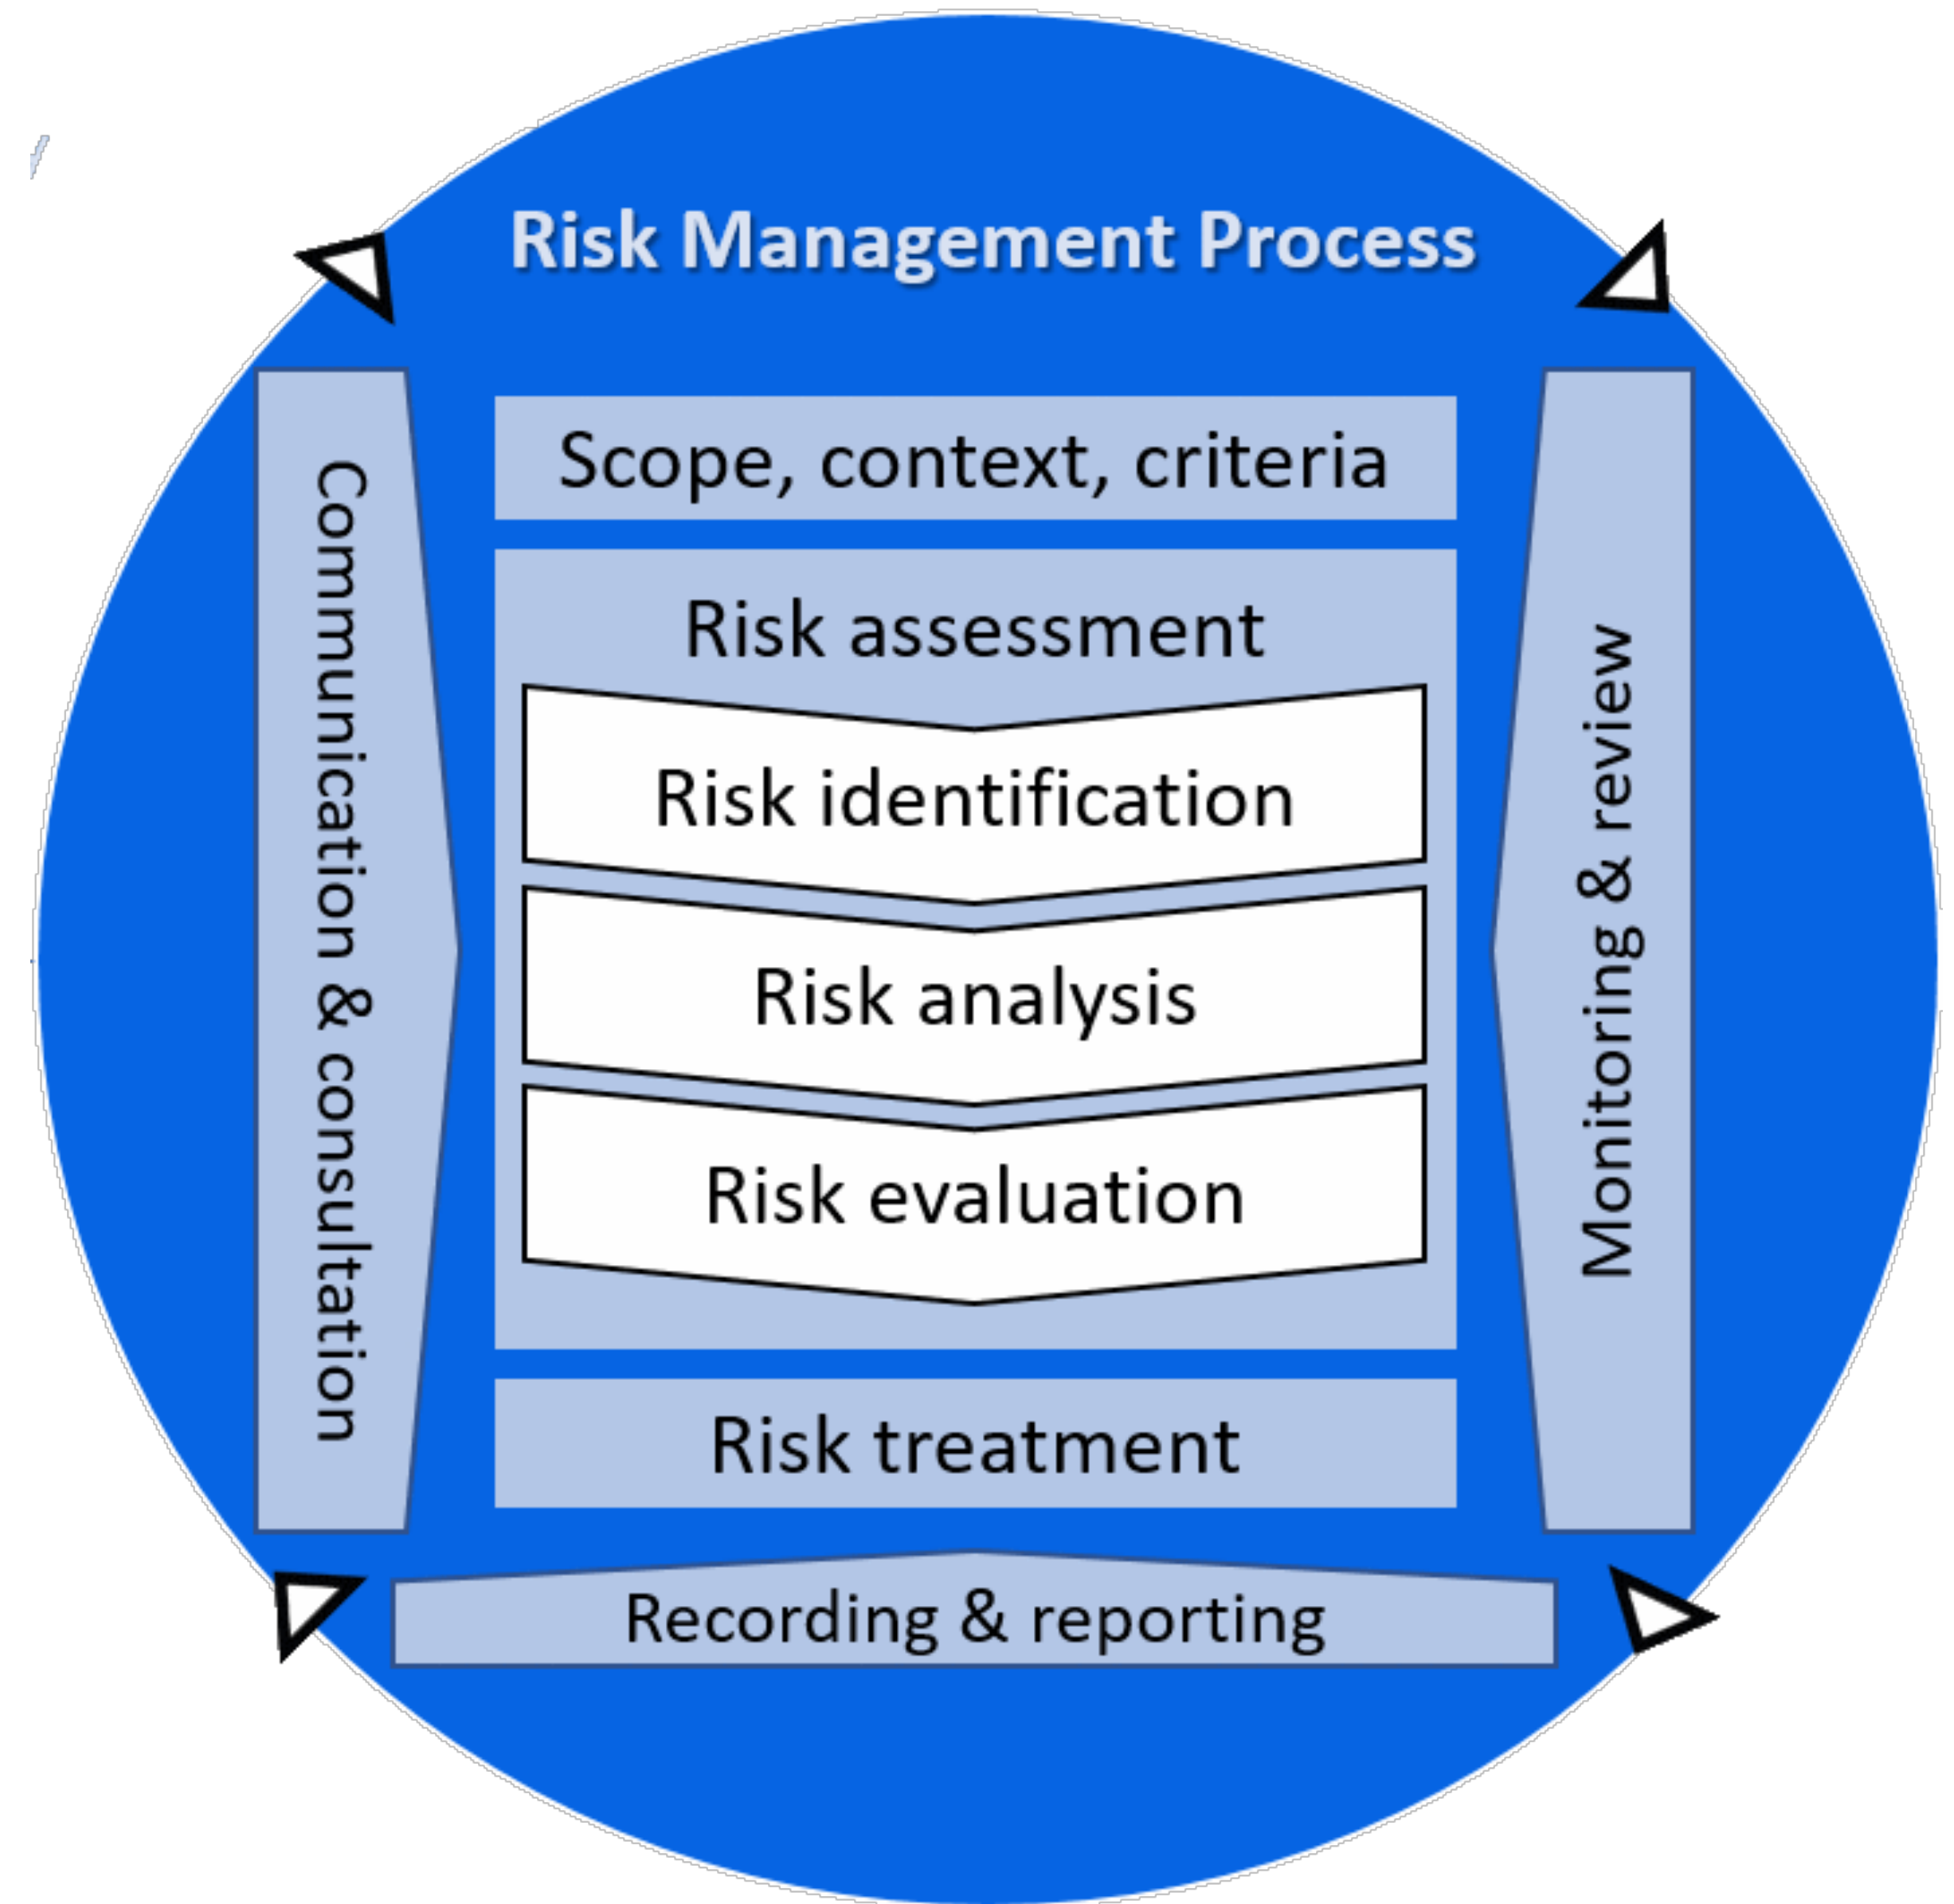 Risk Management Process
Communication & consultation
Scope, context, criteria
Risk assessment
Risk identification
Risk analysis
Risk evaluation
Risk treatment
Monitoring & review
Recording & reporting